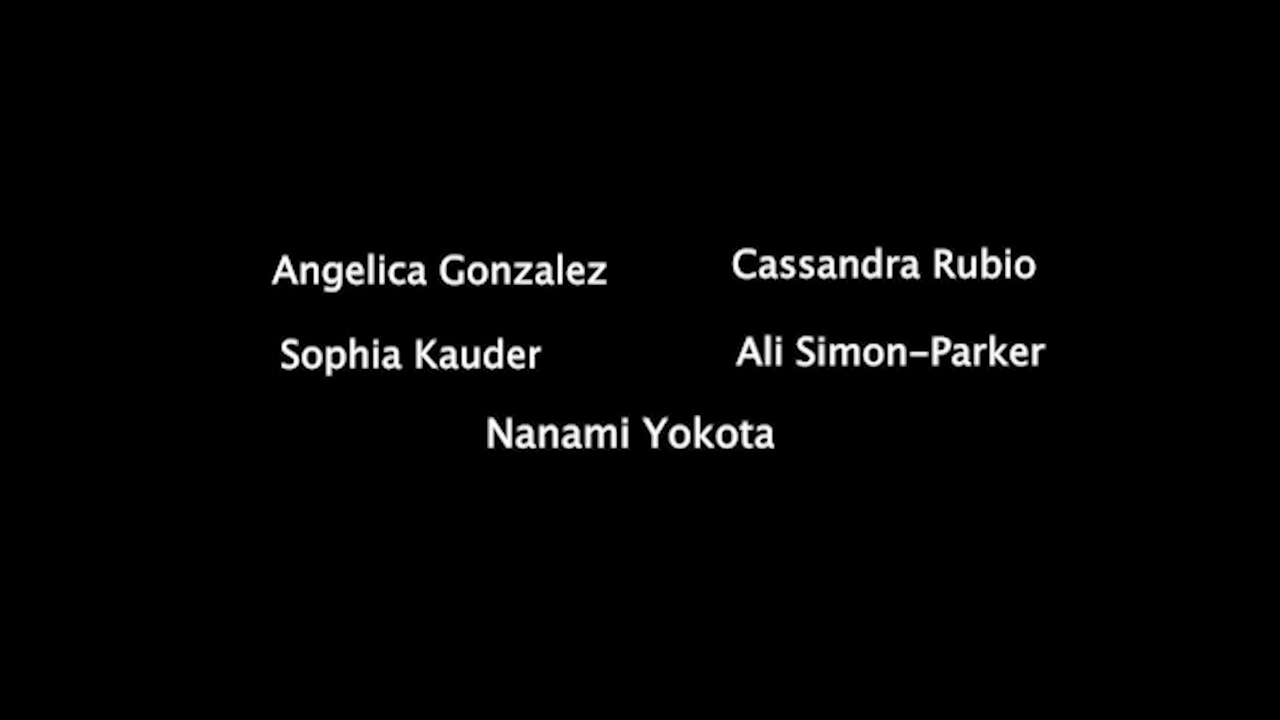 Angelica Gonzalez
Cassandra Rubio
Sophia Kauder
Ali Simon-Parker
Nanami Yokota